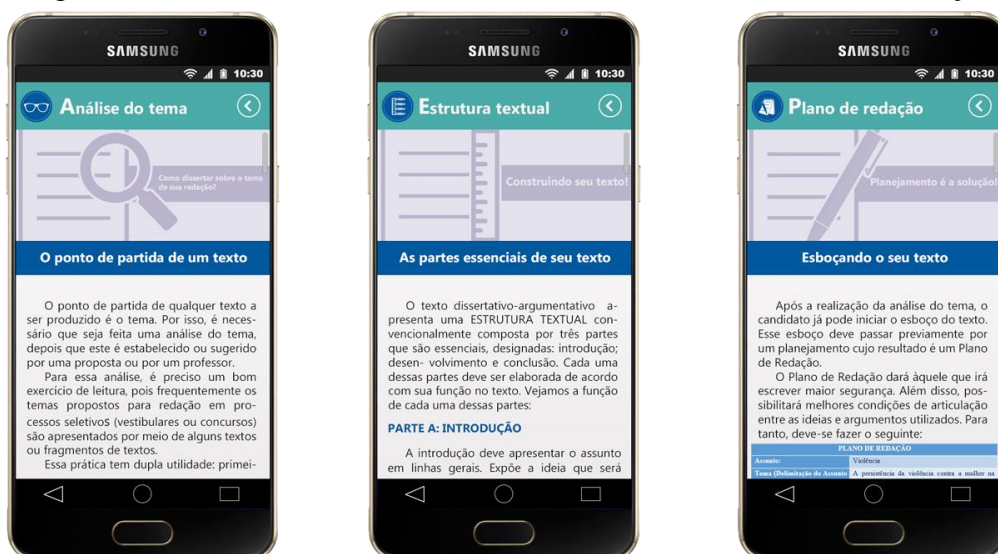 SAMSUNG
10:30
Análise do tema
Como dissertar sobre o tema
de sua redação?
O ponto de partida de um texto
O ponto de partida de qualquer texto a
ser produzido é o tema. Por isso, é neces-
sário que seja feita uma análise do tema,
depois que este é estabelecido ou sugerido
por uma proposta ou por um professor.
Para essa análise, é preciso um bom
exercício de leitura, pois frequentemente os
temas propostos para redação em pro-
cessos seletivos (vestibulares ou concursos)
são apresentados por meio de alguns textos
ou fragmentos de textos.
Essa prática tem dupla utilidade: primei-
SAMSUNG
10:30
Estrutura textual
Construindo seu texto!
As partes essenciais de seu texto
O texto dissertativo-argumentativo a-
presenta uma ESTRUTURA TEXTUAL con-
vencionalmente composta por três partes
que são essenciais, designadas: introdução;
desen- volvimento e conclusão. Cada uma
dessas partes deve ser elaborada de acordo
com sua função no texto. Vejamos a função
de cada uma dessas partes:
PARTE A: INTRODUÇÃO
A introdução deve apresentar o assunto
em linhas gerais. Expõe a ideia que será
SAMSUNG
10:30
Plano de redação
Planejamento é a solução!
Esboçando o seu texto
Após a realização da análise do tema, o
candidato já pode iniciar o esboço do texto.
Esse esboço deve passar previamente por
um planejamento cujo resultado é um Plano
de Redação.
O Plano de Redação dará àquele que irá
escrever maior segurança. Além disso, pos-
sibilitará melhores condições de articulação
entre as ideias e argumentos utilizados. Para
tanto, deve-se fazer o seguinte:
PLANO DE REDAÇÃO
Assunto: Violência
Tema (Delimitação do Assunto A persistência da violência contra a mulher na